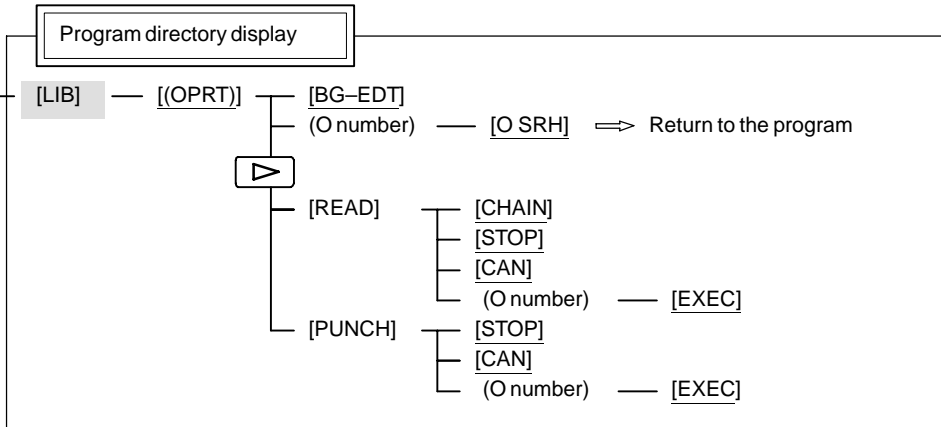 Program directory display
[LIB] [(OPRT)] [BG–EDT]
(O number) [O SRH] Return to the program
[READ] [CHAIN]
[STOP]
[CAN]
(O number) [EXEC]
[PUNCH] [STOP]
[CAN]
(O number) [EXEC]